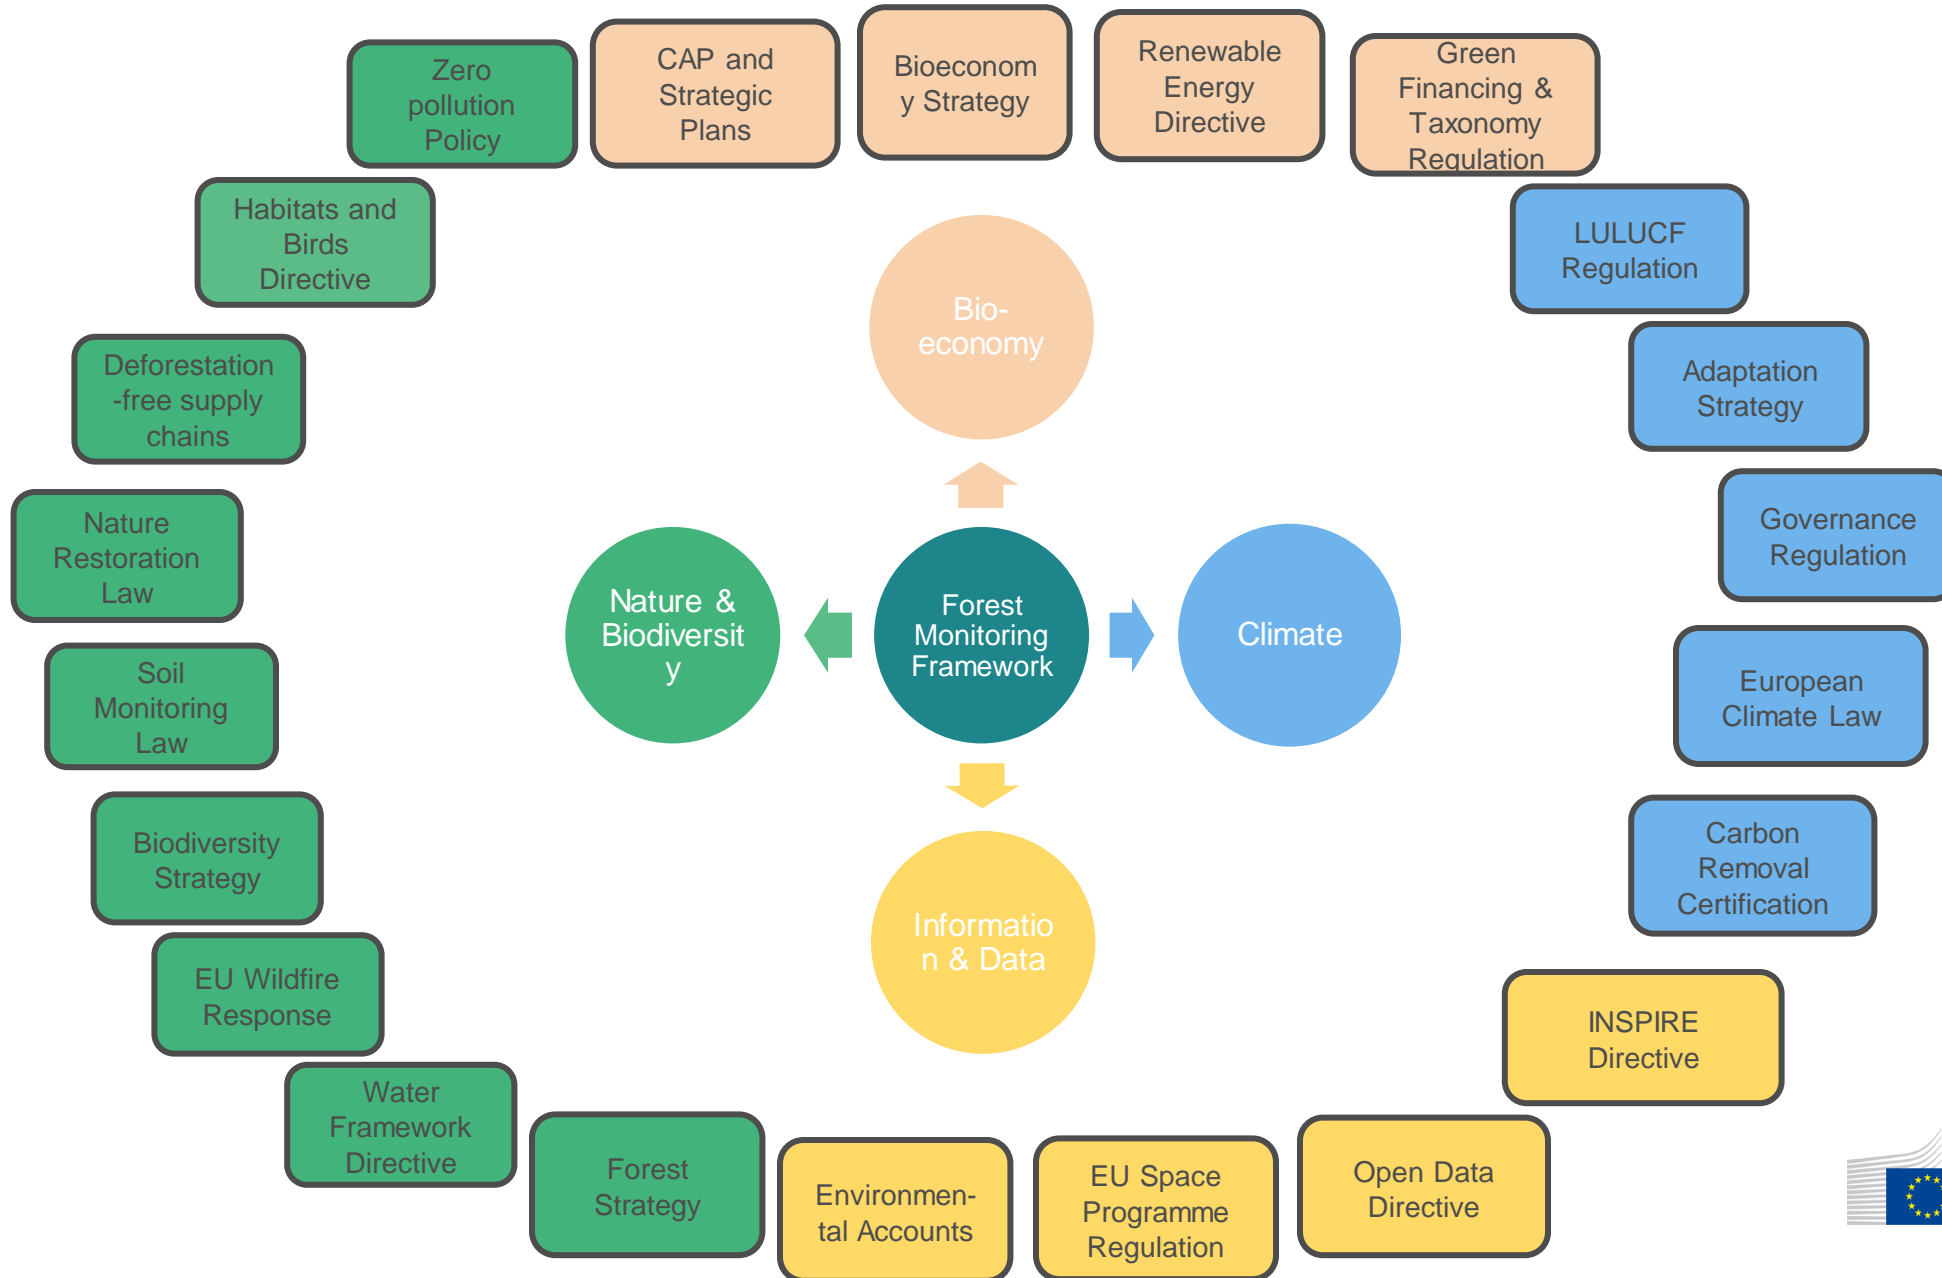 Zero
pollution
Policy
CAP and
Strategic
Plans
Bioeconom
y Strategy
Renewable
Energy
Directive
Green
Financing &
Taxonomy
Regulation
Habitats and
Birds
Directive
LULUCF
Regulation
Bio-
economy
Deforestation
-free supply
chains
Adaptation
Strategy
Nature
Restoration
Law
Governance
Regulation
Nature &
Biodiversit
y
Forest
Monitoring
Framework
Climate
Soil
Monitoring
Law
European
Climate Law
Biodiversity
Strategy
Carbon
Removal
Certification
Informatio
n & Data
EU Wildfire
Response
INSPIRE
Directive
Water
Framework
Directive
Forest
Strategy
Environmen-
tal Accounts
EU Space
Programme
Regulation
Open Data
Directive